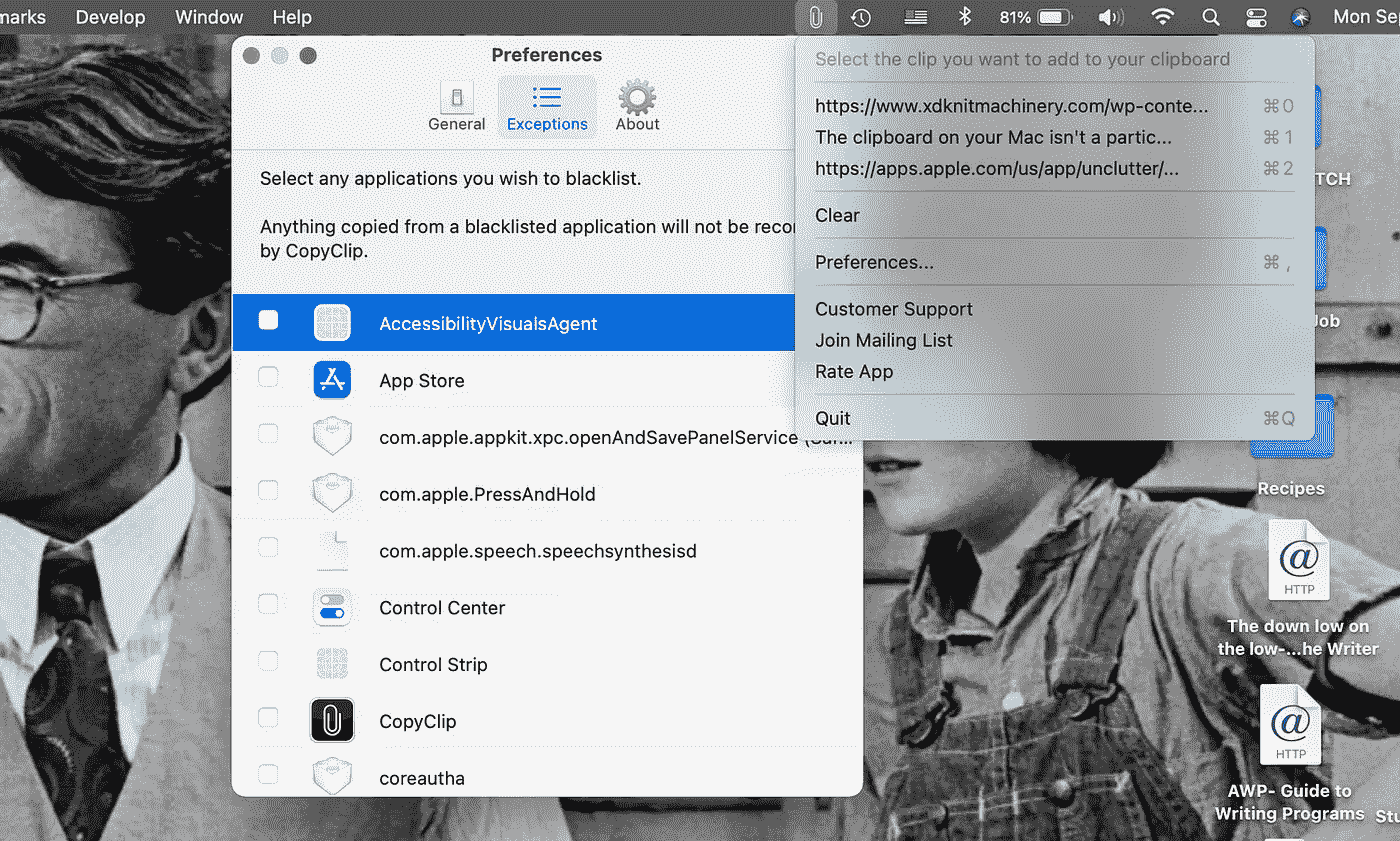 marks Develop Window Help 81% Mon Se
Preferences
General Exceptions About
Select any applications you wish to blacklist.
Anything copied from a blacklisted application will not be recor
by CopyClip.
AccessibilityVisualsAgent
App Store
com.apple.appkit.xpc.openAndSavePanelService
com.apple.PressAndHold
com.apple.speech.speechsynthesisd
Control Center
Control Strip
CopyClip
coreautha
Select the clip you want to add to your clipboard
https://www.xdknitmachinery.com/wp-conte... ⌘0
The clipboard on your Mac isn't a partic... ⌘1
https://apps.apple.com/us/app/unclutter/... ⌘2
Clear
Preferences... ⌘,
Customer Support
Join Mailing List
Rate App
Quit ⌘Q
TCH
Job
Recipes
HTTP
The down low on
the low-...he Writer
HTTP
AWP- Guide to
Writing Programs
Stu